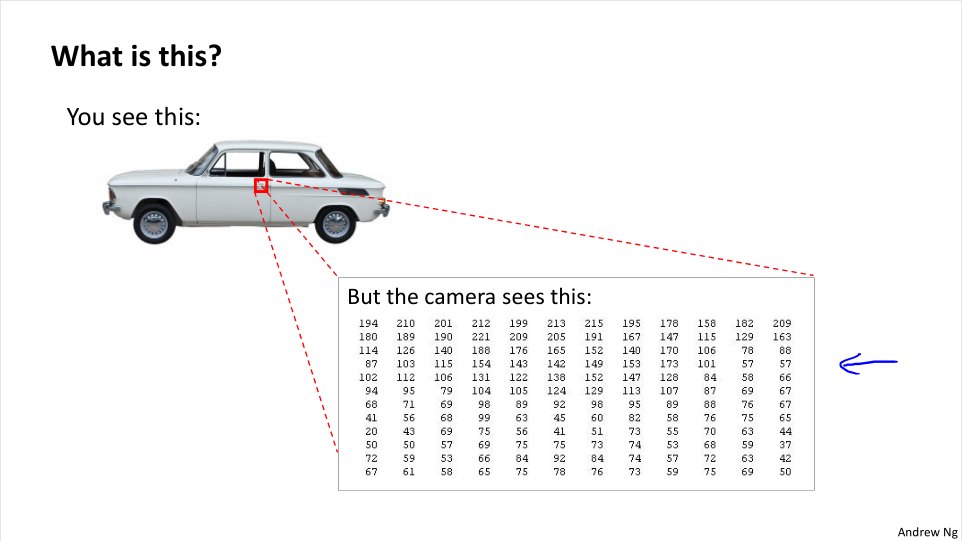 What is this?
You see this:
But the camera sees this:
194 210 201 212 199 213 215 195 178 158 182 209
180 189 190 221 209 205 191 167 147 115 129 163
114 126 140 188 176 165 152 140 170 106 78 88
87 103 115 154 143 142 149 153 173 101 57 57
102 112 106 131 122 138 152 147 128 84 58 66
94 95 79 104 105 124 129 113 107 87 69 67
68 71 69 98 89 92 98 95 89 88 76 67
41 56 68 99 63 45 60 82 58 76 75 65
20 43 69 75 56 41 51 73 55 70 63 44
50 50 57 69 75 75 73 74 53 68 59 37
72 59 53 66 84 92 84 74 57 72 63 42
67 61 58 65 75 78 76 73 59 75 69 50
Andrew Ng